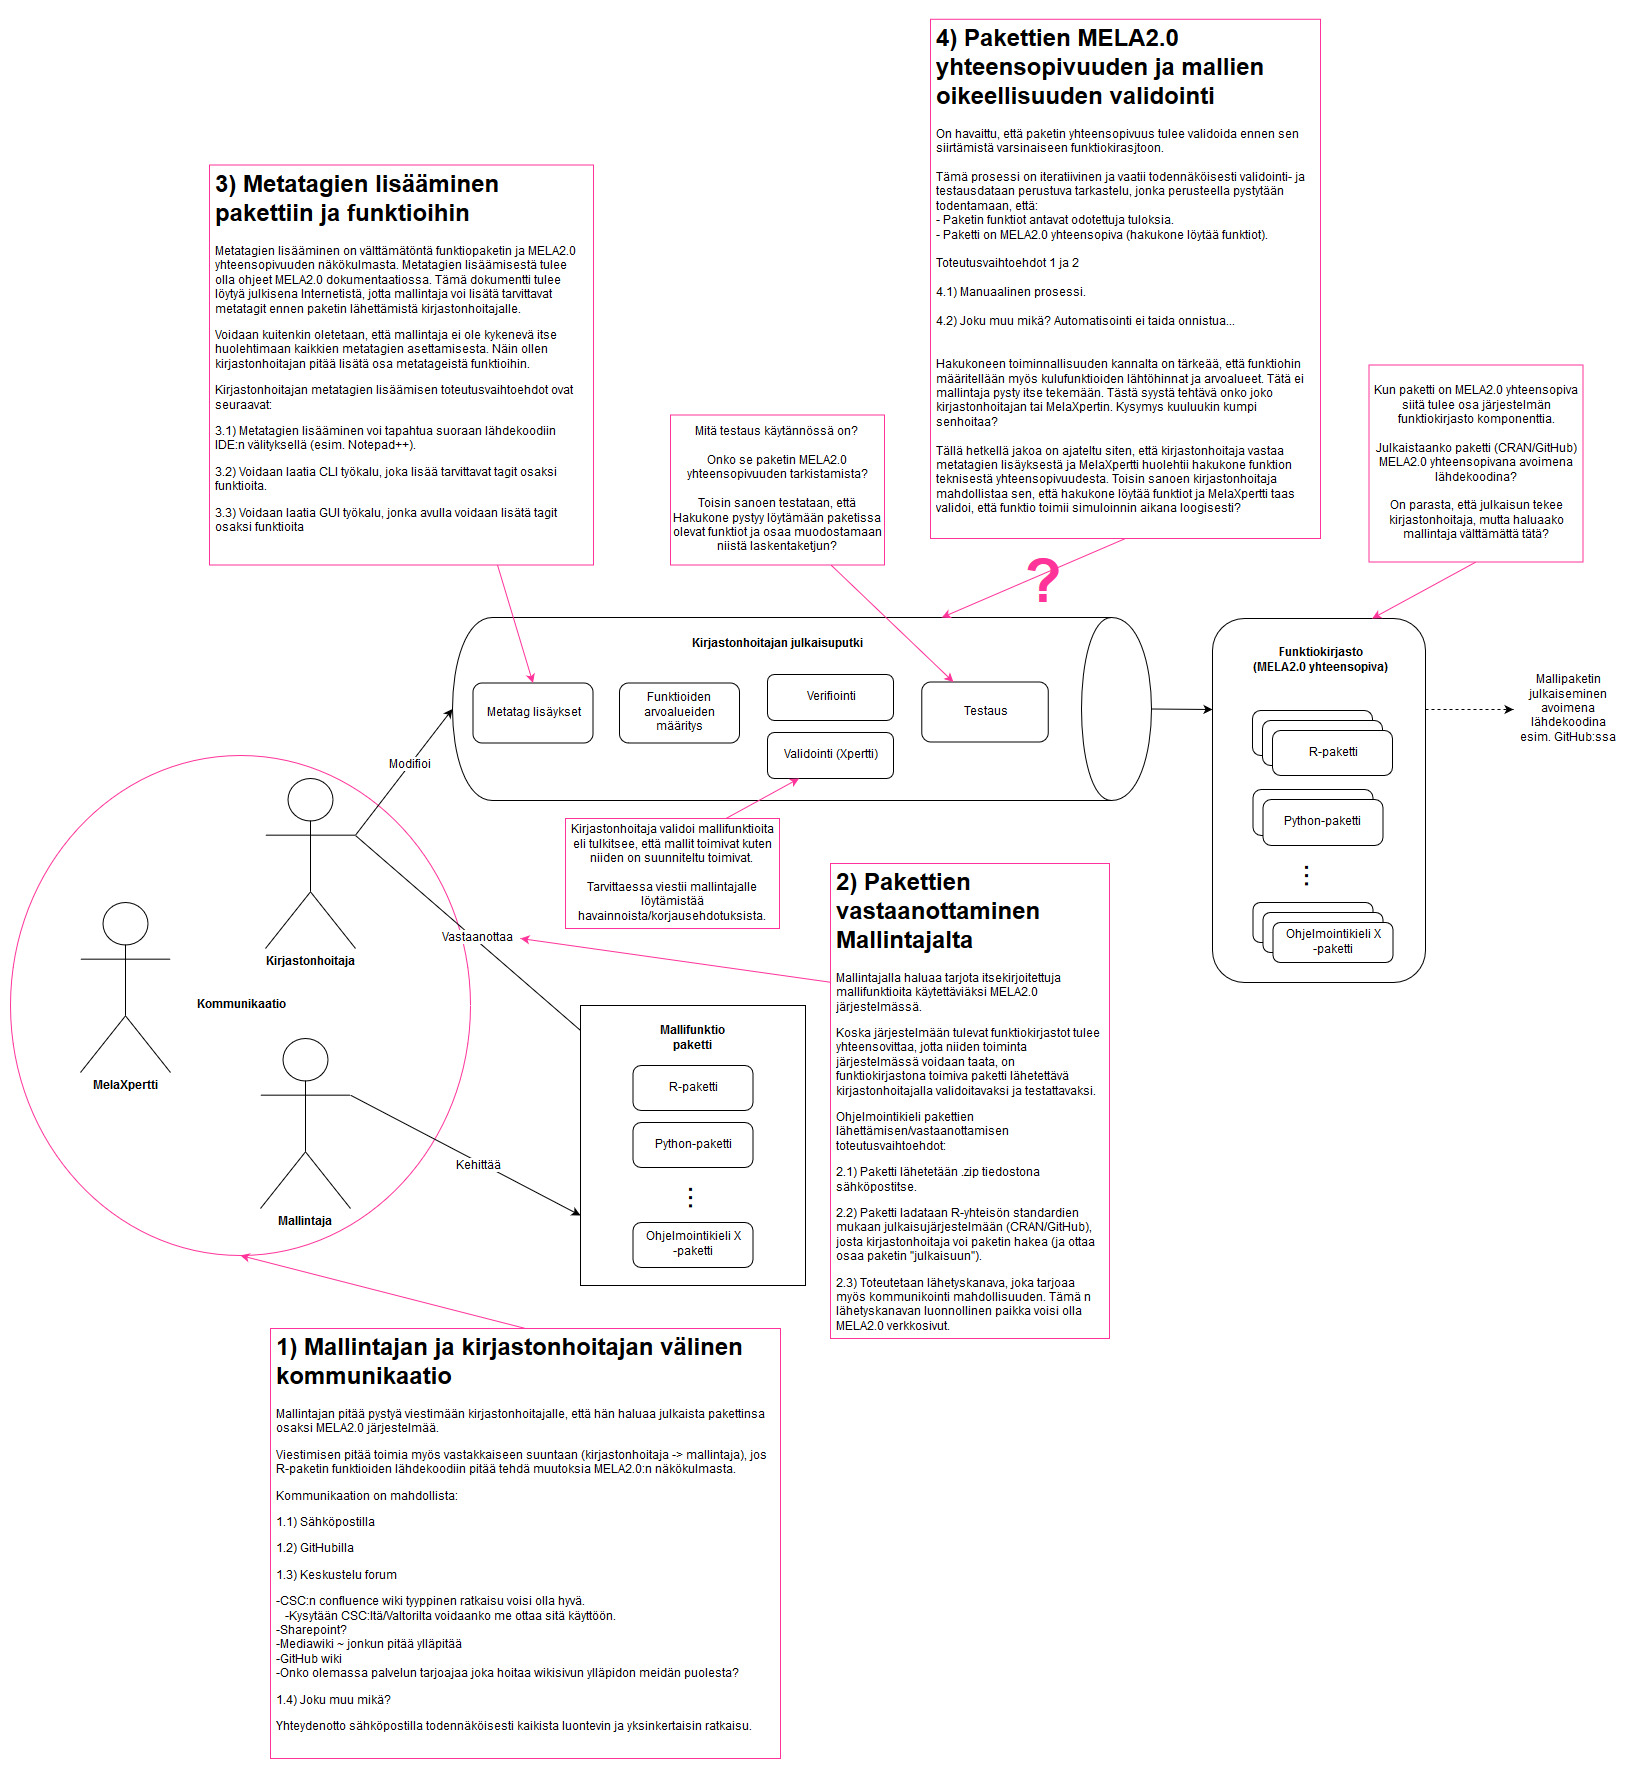 4) Pakettien MELA2.0
yhteensopivuuden ja mallien
oikeellisuuden validointi
On havaittu, että paketin yhteensopivuus tulee validoida ennen sen
siirtämistä varsinaiseen funktiokirasjtoon.
Tämä prosessi on iteratiivinen ja vaatii todennäköisesti validointi- ja
testausdataan perustuva tarkastelu, jonka perusteella pystytään
todentamaan, että:
- Paketin funktiot antavat odotettuja tuloksia.
- Paketti on MELA2.0 yhteensopiva (hakukone löytää funktiot).
Toteutusvaihtoehdot 1 ja 2
4.1) Manuaalinen prosessi.
4.2) Joku muu mikä? Automatisointi ei taida onnistua...
Hakukoneen toiminnallisuuden kannalta on tärkeää, että funktiohin
määritellään myös kulufunktioiden lähtöhinnat ja arvoalueet. Tätä ei
mallintaja pysty itse tekemään. Tästä syystä tehtävä onko joko
kirjastonhoitajan tai MelaXpertin. Kysymys kuuluukin kumpi
senhoitaa?
Tällä hetkellä jakoa on ajateltu siten, että kirjastonhoitaja vastaa
metatagien lisäyksestä ja MelaXpertti huolehtii hakukone funktion
teknisestä yhteensopivuudesta. Toisin sanoen kirjastonhoitaja
mahdollistaa sen, että hakukone löytää funktiot ja MelaXpertti taas
validoi, että funktio toimii simuloinnin aikana loogisesti?
3) Metatagien lisääminen
pakettiin ja funktioihin
Metatagien lisääminen on välttämätöntä funktiopaketin ja MELA2.0
yhteensopivuuden näkökulmasta. Metatagien lisäämisestä tulee
olla ohjeet MELA2.0 dokumentaatiossa. Tämä dokumentti tulee
löytyä julkisena Internetistä, jotta mallintaja voi lisätä tarvittavat
metatagit ennen paketin lähettämistä kirjastonhoitajalle.
Voidaan kuitenkin oletetaan, että mallintaja ei ole kykenevä itse
huolehtimaan kaikkien metatagien asettamisesta. Näin ollen
kirjastonhoitajan pitää lisätä osa metatageistä funktioihin.
Kirjastonhoitajan metatagien lisäämisen toteutusvaihtoehdot ovat
seuraavat:
3.1) Metatagien lisääminen voi tapahtua suoraan lähdekoodiin
IDE:n välityksellä (esim. Notepad++).
3.2) Voidaan laatia CLI työkalu, joka lisää tarvittavat tagit osaksi
funktioita.
3.3) Voidaan laatia GUI työkalu, jonka avulla voidaan lisätä tagit
osaksi funktioita
Mitä testaus käytännössä on?
Onko se paketin MELA2.0
yhteensopivuuden tarkistamista?
Toisin sanoen testataan, että
Hakukone pystyy löytämään paketissa
olevat funktiot ja osaa muodostamaan
niistä laskentaketjun?
Kun paketti on MELA2.0 yhteensopiva
siitä tulee osa järjestelmän
funktiokirjasto komponenttia.
Julkaistaanko paketti (CRAN/GitHub)
MELA2.0 yhteensopivana avoimena
lähdekoodina?
On parasta, että julkaisun tekee
kirjastonhoitaja, mutta haluaako
mallintaja välttämättä tätä?
?
Kirjastonhoitajan julkaisuputki
Metatag lisäykset
Funktioiden
arvoalueiden
määritys
Verifiointi
Validointi (Xpertti)
Testaus
Funktiokirjasto
(MELA2.0 yhteensopiva)
R-paketti
Python-paketti
⋮
Ohjelmointikieli X
-paketti
Mallipaketin
julkaiseminen
avoimena
lähdekoodina
esim. GitHub:ssa
Modifioi
Kirjastonhoitaja validoi mallifunktioita
eli tulkitsee, että mallit toimivat kuten
niiden on suunniteltu toimivat.
Tarvittaessa viestii mallintajalle
löytämistää
havainnoista/korjausehdotuksista.
Vastaanottaa
Kirjastonhoitaja
Kommunikaatio
MelaXpertti
Mallintaja
Kehittää
Mallifunktio
paketti
R-paketti
Python-paketti
⋮
Ohjelmointikieli X
-paketti
2) Pakettien
vastaanottaminen
Mallintajalta
Mallintajalla haluaa tarjota itsekirjoitettuja
mallifunktioita käytettäviäksi MELA2.0
järjestelmässä.
Koska järjestelmään tulevat funktiokirjastot tulee
yhteensovittaa, jotta niiden toiminta
järjestelmässä voidaan taata, on
funktiokirjastona toimiva paketti lähetettävä
kirjastonhoitajalla validoitavaksi ja testattavaksi.
Ohjelmointikieli pakettien
lähettämisen/vastaanottamisen
toteutusvaihtoehdot:
2.1) Paketti lähetetään .zip tiedostona
sähköpostitse.
2.2) Paketti ladataan R-yhteisön standardien
mukaan julkaisujärjestelmään (CRAN/GitHub),
josta kirjastonhoitaja voi paketin hakea (ja ottaa
osaa paketin "julkaisuun").
2.3) Toteutetaan lähetyskanava, joka tarjoaa
myös kommunikointi mahdollisuuden. Tämä n
lähetyskanavan luonnollinen paikka voisi olla
MELA2.0 verkkosivut.
1) Mallintajan ja kirjastonhoitajan välinen
kommunikaatio
Mallintajan pitää pystyä viestimään kirjastonhoitajalle, että hän haluaa julkaista pakettinsa
osaksi MELA2.0 järjestelmää.
Viestimisen pitää toimia myös vastakkaiseen suuntaan (kirjastonhoitaja -> mallintaja), jos
R-paketin funktioiden lähdekoodiin pitää tehdä muutoksia MELA2.0:n näkökulmasta.
Kommunikaation on mahdollista:
1.1) Sähköpostilla
1.2) GitHubilla
1.3) Keskustelu forum
-CSC:n confluence wiki tyyppinen ratkaisu voisi olla hyvä.
-Kysytään CSC:ltä/Valtorilta voidaanko me ottaa sitä käyttöön.
-Sharepoint?
-Mediawiki ~ jonkun pitää ylläpitää
-GitHub wiki
-Onko olemassa palvelun tarjoajaa joka hoitaa wikisivun ylläpidon meidän puolesta?
1.4) Joku muu mikä?
Yhteydenotto sähköpostilla todennäköisesti kaikista luontevin ja yksinkertaisin ratkaisu.